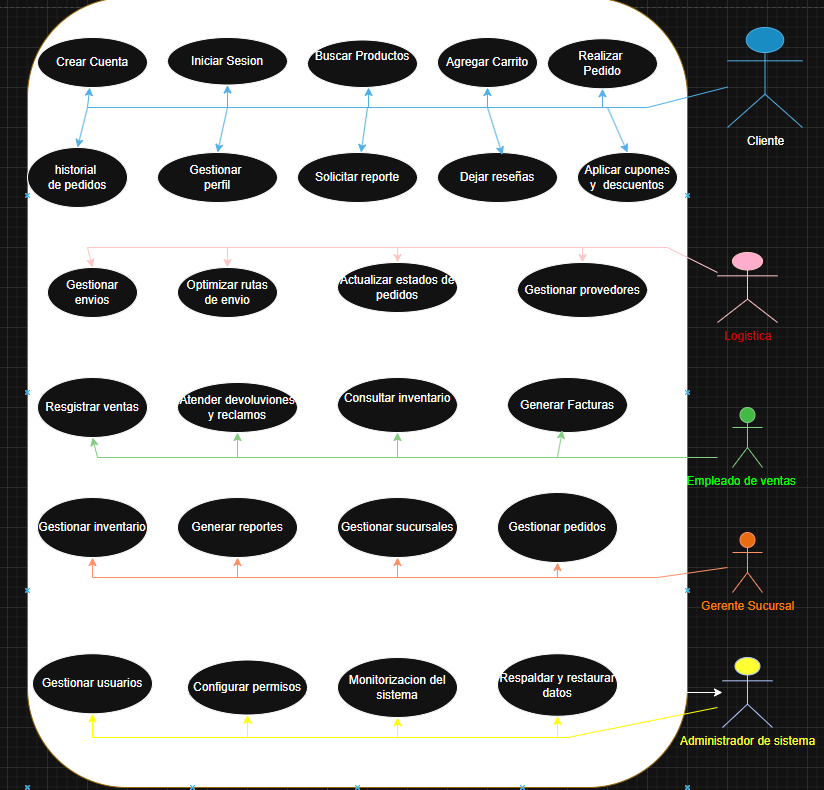 Crear Cuenta
Iniciar Sesion
Buscar Productos
Agregar Carrito
Realizar
Pedido
Cliente
historial
de pedidos
Gestionar
perfil
Solicitar reporte
Dejar reseñas
Aplicar cupones
y descuentos
Gestionar
envios
Optimizar rutas
de envio
Actualizar estados de
pedidos
Gestionar provedores
Logistica
Resgistrar ventas
Atender devoluviones
y reclamos
Consultar inventario
Generar Facturas
Empleado de ventas
Gestionar inventario
Generar reportes
Gestionar sucursales
Gestionar pedidos
Gerente Sucursal
Gestionar usuarios
Configurar permisos
Monitorizacion del
sistema
Respaldar y restaurar
datos
Administrador de sistema